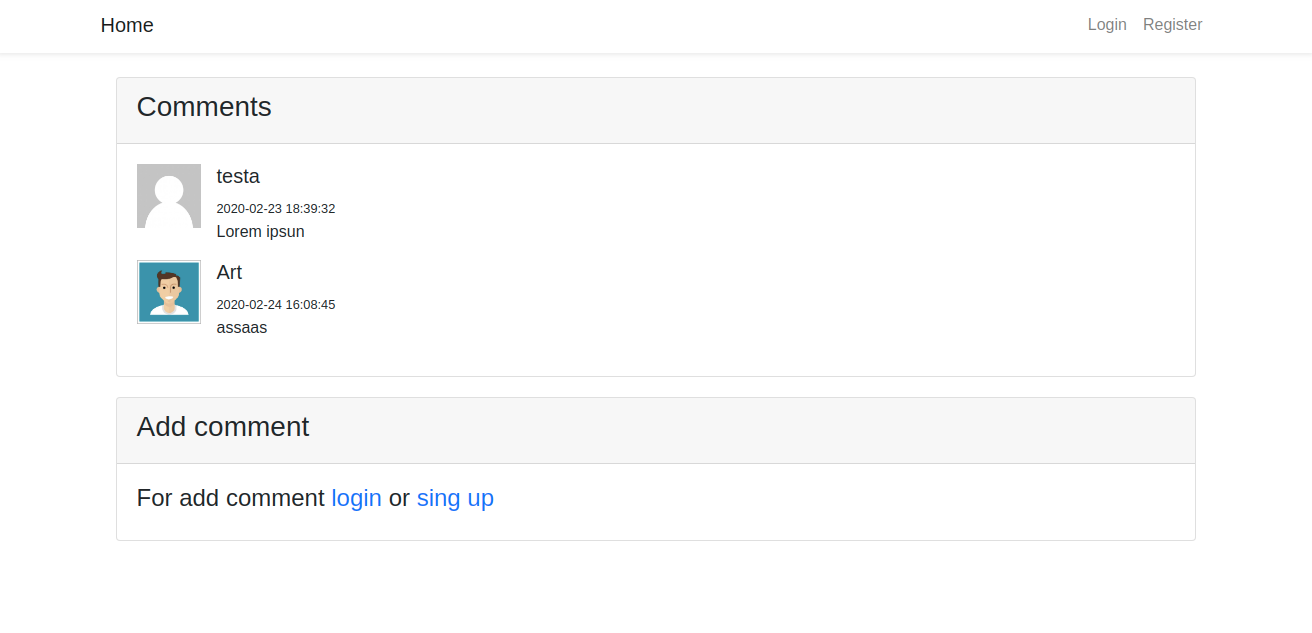 Home Login Register
Comments
testa
2020-02-23 18:39:32
Lorem ipsun
Art
2020-02-24 16:08:45
assaas
Add comment
For add comment login or sing up